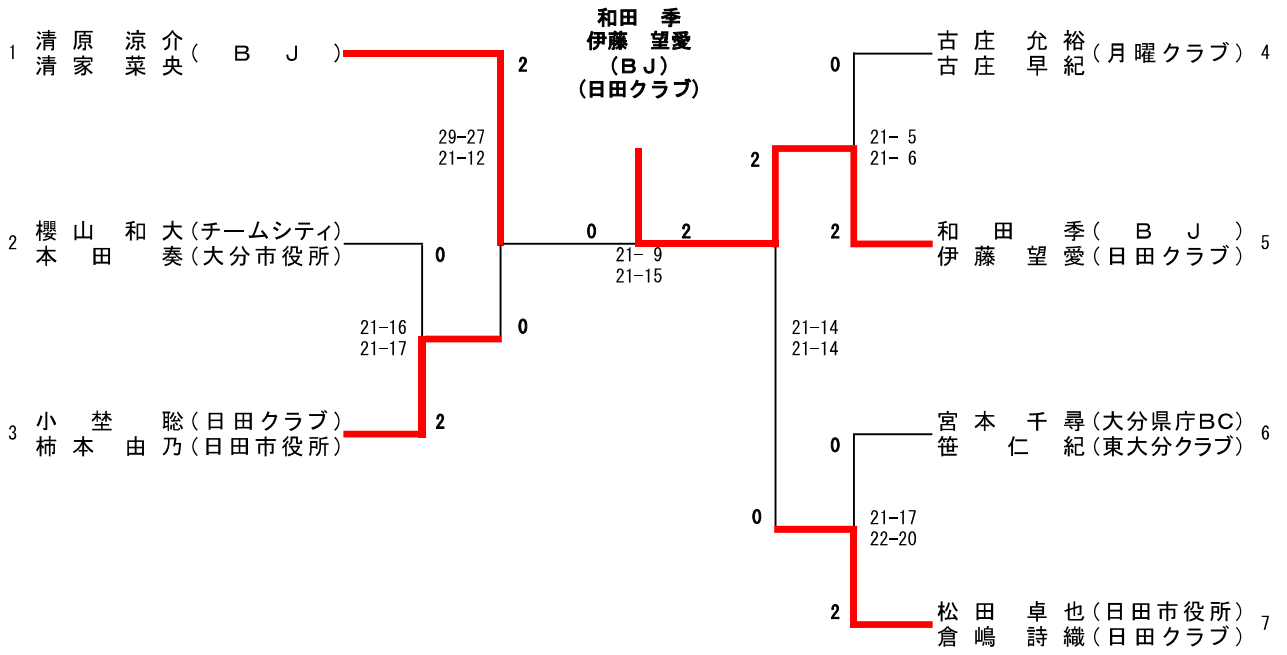 和田 季
伊藤 望愛
(ＢＪ)
(日田クラブ)
1 清原 涼介 (ＢＪ)
清家 菜央
2
29-27
21-12
2 櫻山 和大 (チームシティ)
本田 奏 (大分市役所)
0
21-16
21-17
0
3 小埜 聡 (日田クラブ)
柿本 由乃 (日田市役所)
2
0 2
21- 9
21-15
古庄 允裕 (月曜クラブ) 4
古庄 早紀
0
21- 5
21- 6
2
2
和田 季 (ＢＪ) 5
伊藤 望愛 (日田クラブ)
21-14
21-14
宮本 千尋 (大分県庁BC) 6
笹 仁紀 (東大分クラブ)
0
0
21-17
22-20
2
松田 卓也 (日田市役所) 7
倉嶋 詩織 (日田クラブ)